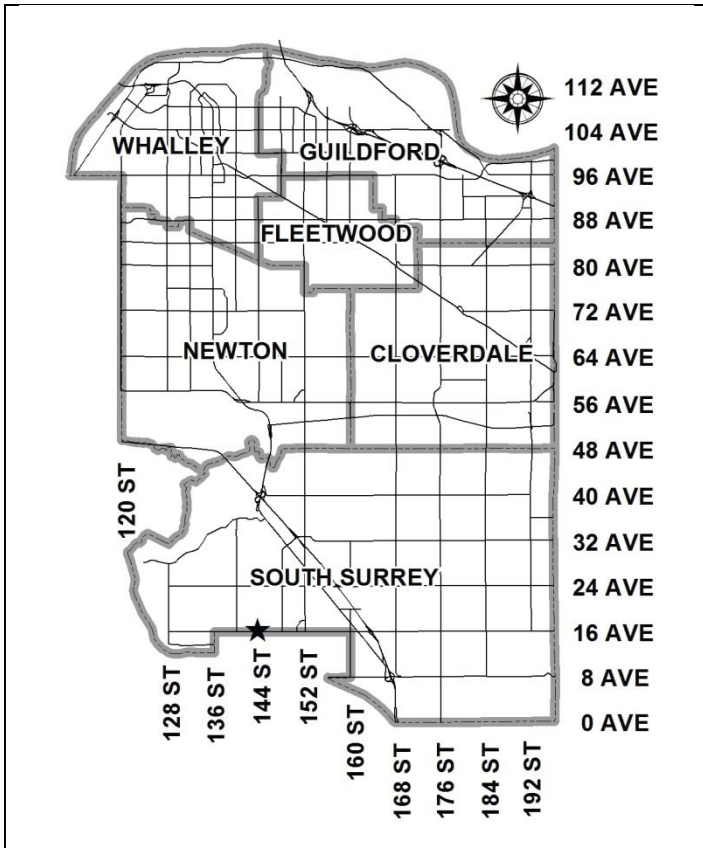 112 AVE
104 AVE
WHALLEY
GUILDFORD
96 AVE
88 AVE
FLEETWOOD
80 AVE
72 AVE
NEWTON
CLOVERDALE
64 AVE
56 AVE
48 AVE
120 ST
40 AVE
32 AVE
SOUTH SURREY
24 AVE
16 AVE
128 ST
136 ST
144 ST
152 ST
8 AVE
160 ST
0 AVE
168 ST
176 ST
184 ST
192 ST